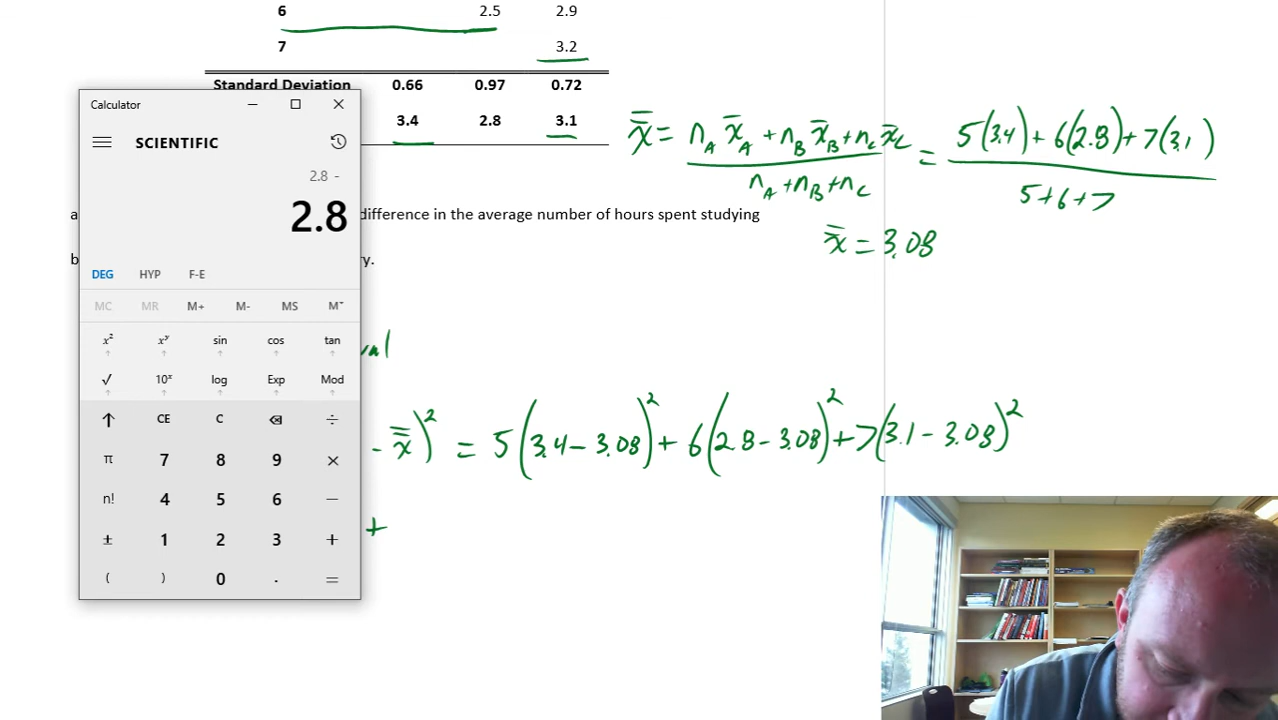 6 2.5 2.9
7 3.2
Standard Deviation 0.66 0.97 0.72
3.4 2.8 3.1
Calculator
SCIENTIFIC
2.8 -
2.8
DEG HYP F-E
MC MR M+ M- MS M˅
x² xʸ sin cos tan
√ 10ˣ log Exp Mod
↑ CE C ⌫ ÷
π 7 8 9 ×
n! 4 5 6 −
± 1 2 3 +
( ) 0 . =
x̿ = (n_A x̄_A + n_B x̄_B + n_C x̄_C) / (n_A + n_B + n_C) = (5(3.4) + 6(2.8) + 7(3.1)) / (5+6+7)
a difference in the average number of hours spent studying
x̿ = 3.08
b y.
- x̿)² = 5(3.4 - 3.08)² + 6(2.8 - 3.08)² + 7(3.1 - 3.08)²
+